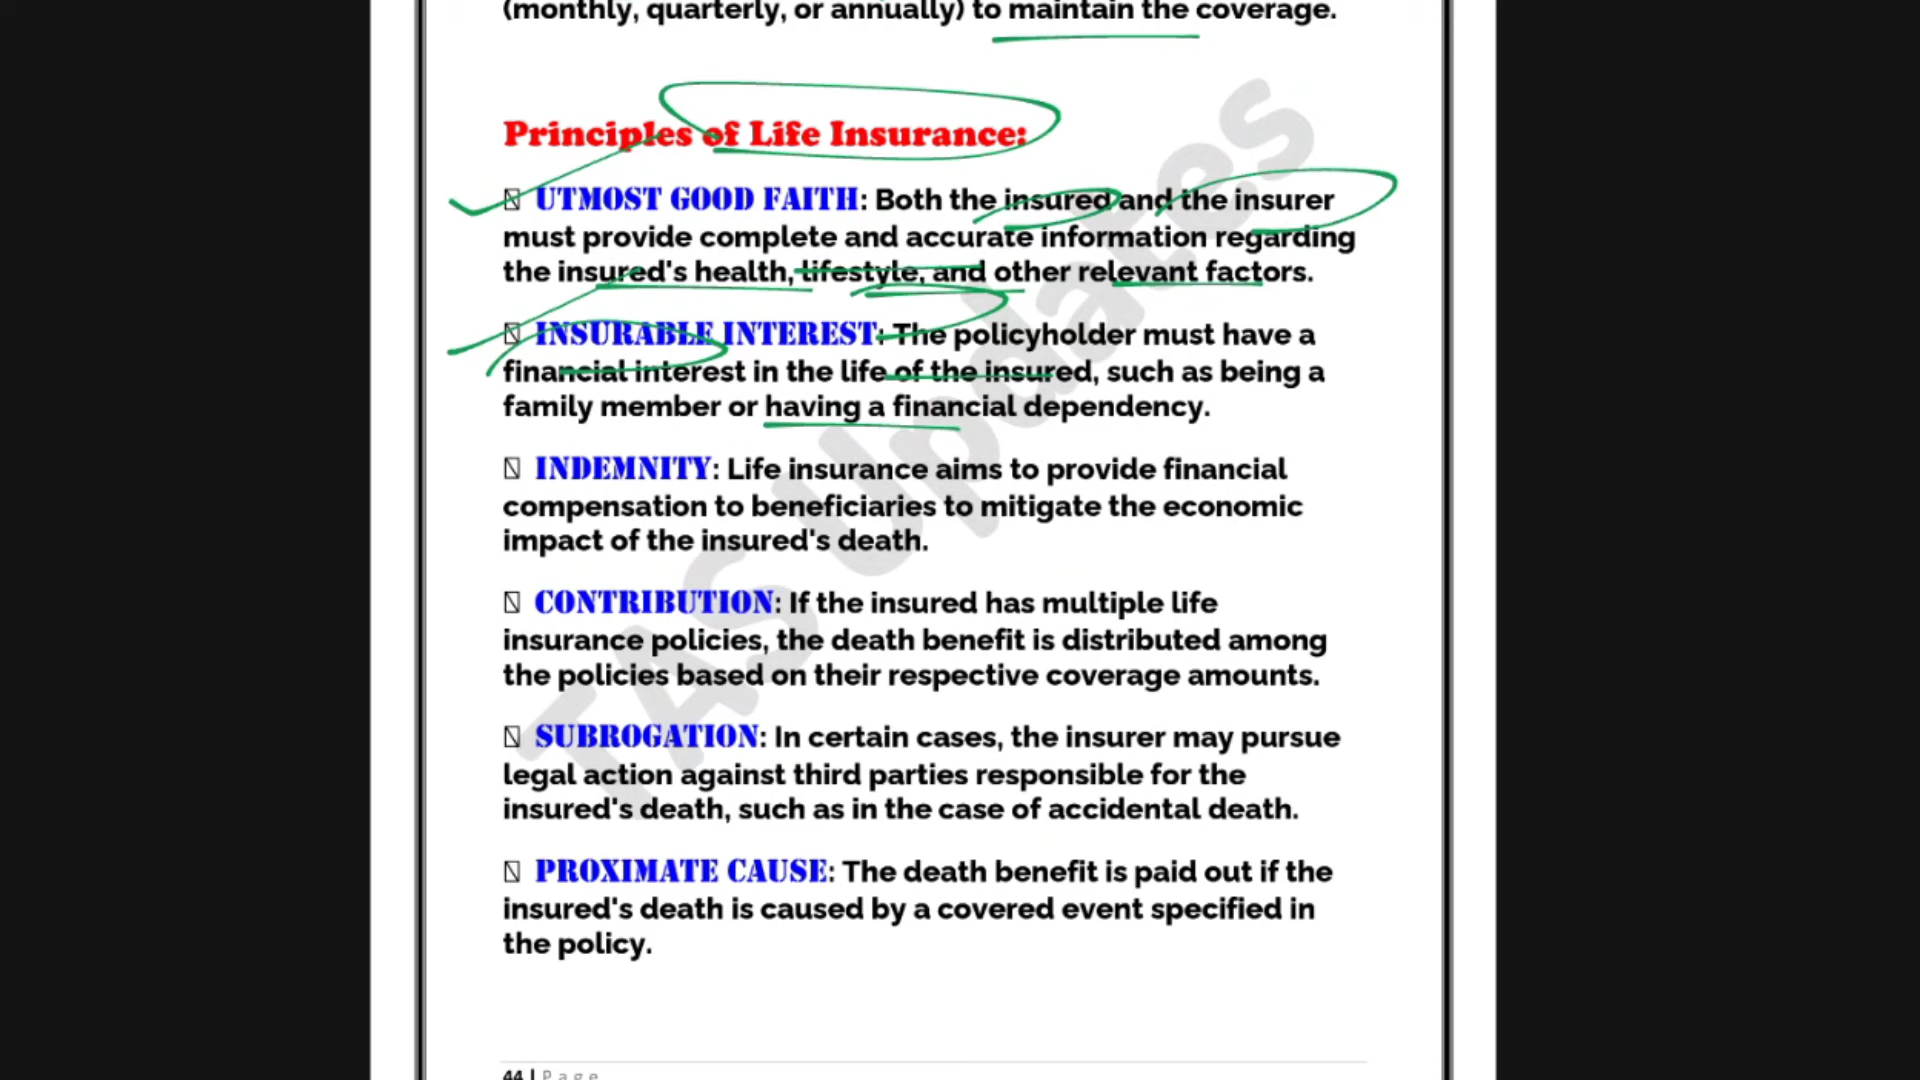 (monthly, quarterly, or annually) to maintain the coverage.
Principles of Life Insurance:
UTMOST GOOD FAITH: Both the insured and the insurer
must provide complete and accurate information regarding
the insured's health, lifestyle, and other relevant factors.
INSURABLE INTEREST: The policyholder must have a
financial interest in the life of the insured, such as being a
family member or having a financial dependency.
INDEMNITY: Life insurance aims to provide financial
compensation to beneficiaries to mitigate the economic
impact of the insured's death.
CONTRIBUTION: If the insured has multiple life
insurance policies, the death benefit is distributed among
the policies based on their respective coverage amounts.
SUBROGATION: In certain cases, the insurer may pursue
legal action against third parties responsible for the
insured's death, such as in the case of accidental death.
PROXIMATE CAUSE: The death benefit is paid out if the
insured's death is caused by a covered event specified in
the policy.
44 | Page
TAS Updates